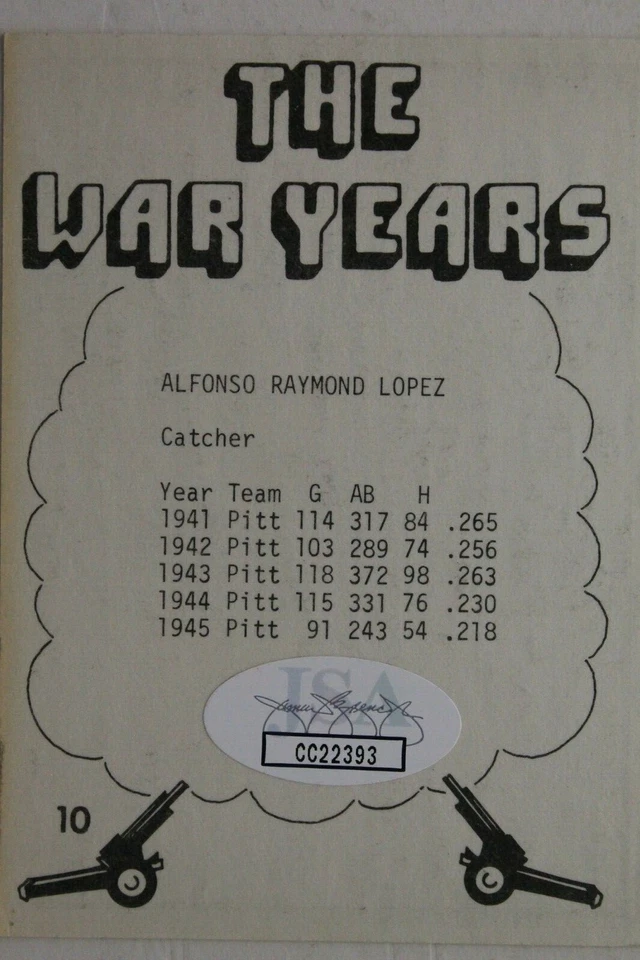 THE
WAR YEARS
ALFONSO RAYMOND LOPEZ
Catcher
Year Team G AB H
1941 Pitt 114 317 84 .265
1942 Pitt 103 289 74 .256
1943 Pitt 118 372 98 .263
1944 Pitt 115 331 76 .230
1945 Pitt 91 243 54 .218
JSA
CC22393
10